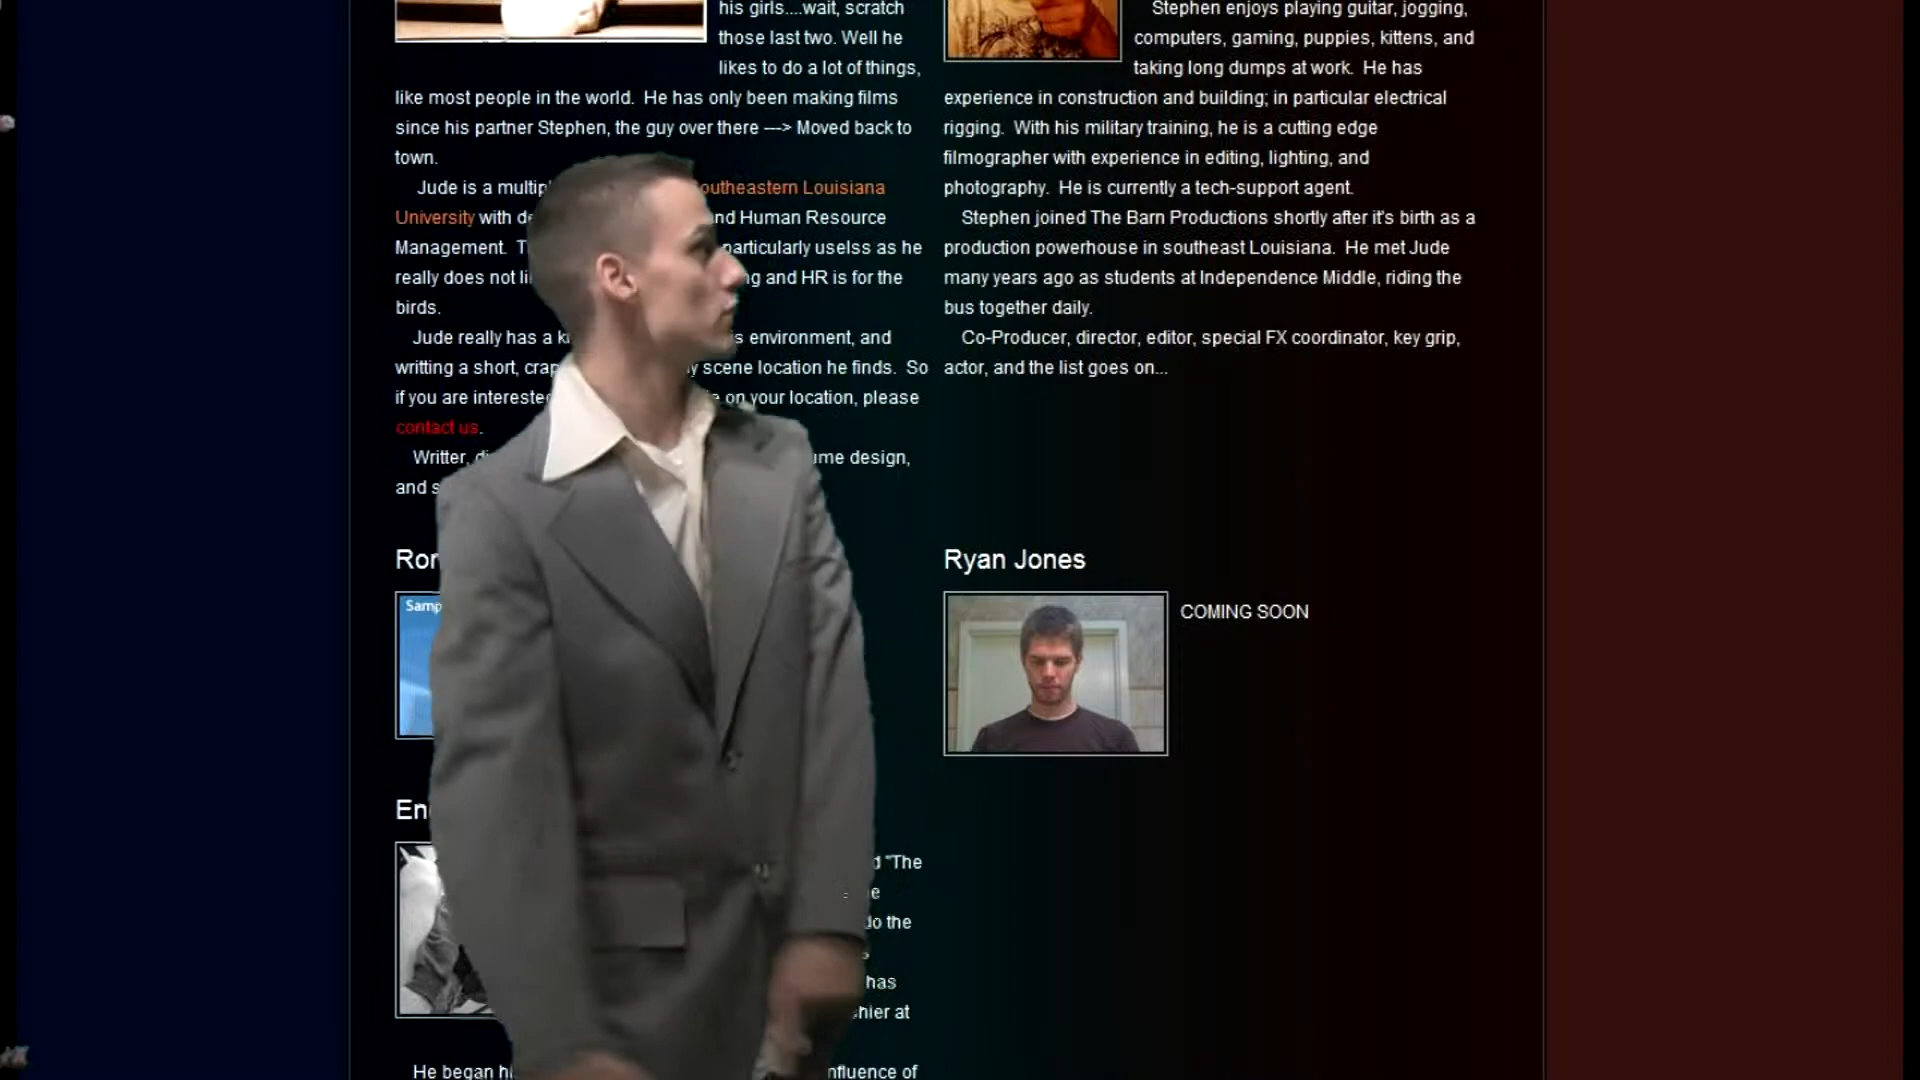 his girls....wait, scratch
those last two. Well he
likes to do a lot of things,
like most people in the world. He has only been making films
since his partner Stephen, the guy over there ---> Moved back to
town.
Jude is a outheastern Louisiana
University with nd Human Resource
Management. particularly uselss as he
really does not and HR is for the
birds.
Jude really has a environment, and
writting a short, scene location he finds. So
if you are on your location, please
contact us.
Writter, design,
and
Stephen enjoys playing guitar, jogging,
computers, gaming, puppies, kittens, and
taking long dumps at work. He has
experience in construction and building; in particular electrical
rigging. With his military training, he is a cutting edge
filmographer with experience in editing, lighting, and
photography. He is currently a tech-support agent.
Stephen joined The Barn Productions shortly after it's birth as a
production powerhouse in southeast Louisiana. He met Jude
many years ago as students at Independence Middle, riding the
bus together daily.
Co-Producer, director, editor, special FX coordinator, key grip,
actor, and the list goes on...
Ryan Jones
COMING SOON
"The
do the
has
He began nfluence of